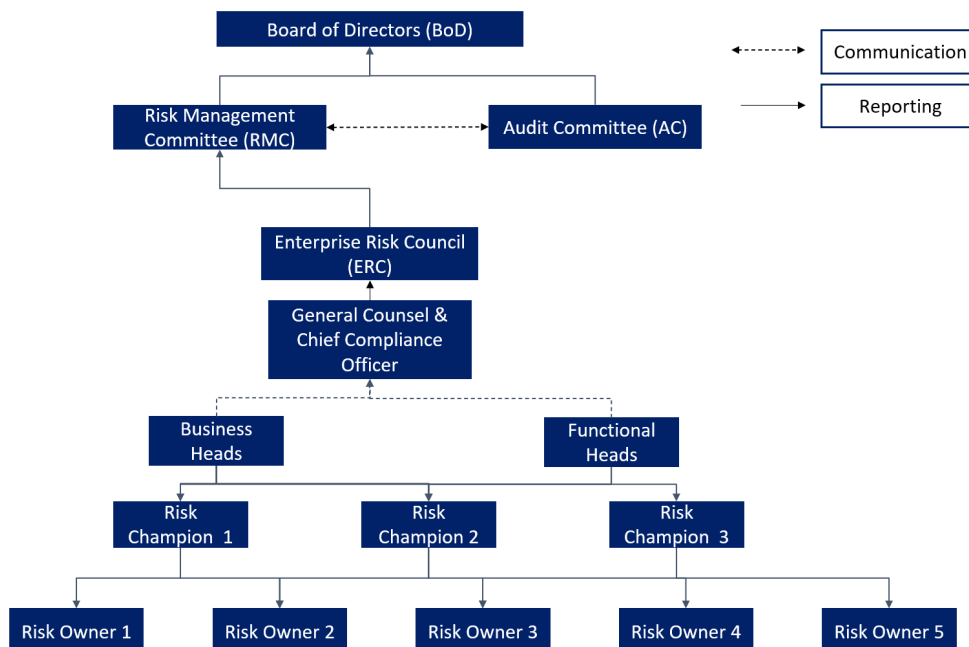 Board of Directors (BoD)
Communication
Reporting
Risk Management
Committee (RMC)
Audit Committee (AC)
Enterprise Risk Council
(ERC)
General Counsel &
Chief Compliance
Officer
Business
Heads
Functional
Heads
Risk
Champion 1
Risk
Champion 2
Risk
Champion 3
Risk Owner 1
Risk Owner 2
Risk Owner 3
Risk Owner 4
Risk Owner 5